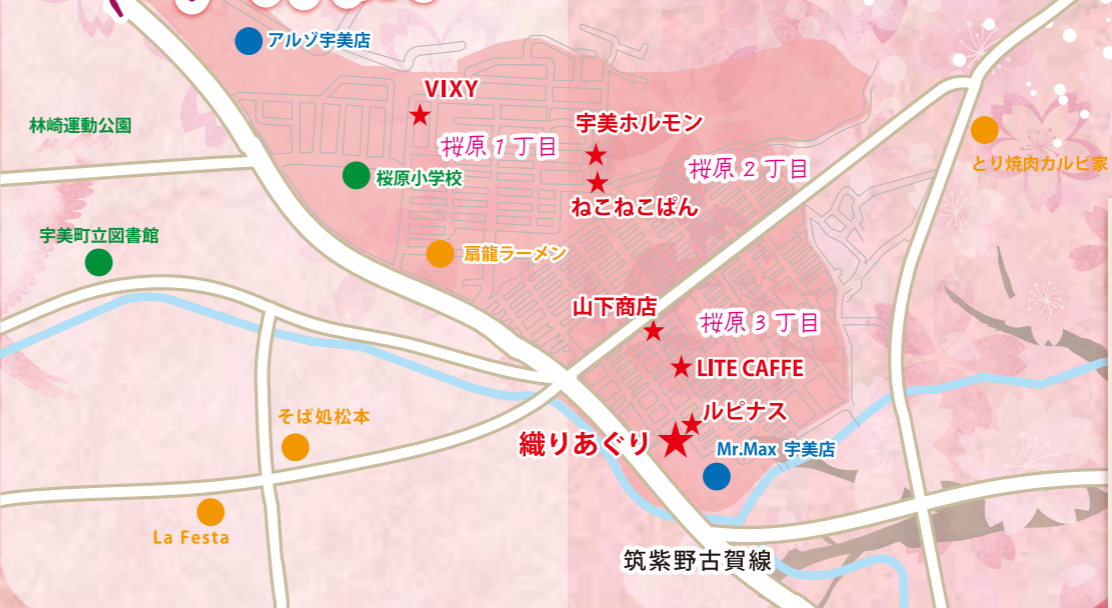 アルゾ宇美店
VIXY
林崎運動公園
宇美ホルモン
桜原1丁目
桜原2丁目
とり焼肉カルビ家
桜原小学校
ねこねこぱん
宇美町立図書館
扇龍ラーメン
山下商店
桜原3丁目
LITE CAFFE
そば処松本
ルピナス
織りあぐり
Mr.Max 宇美店
La Festa
筑紫野古賀線